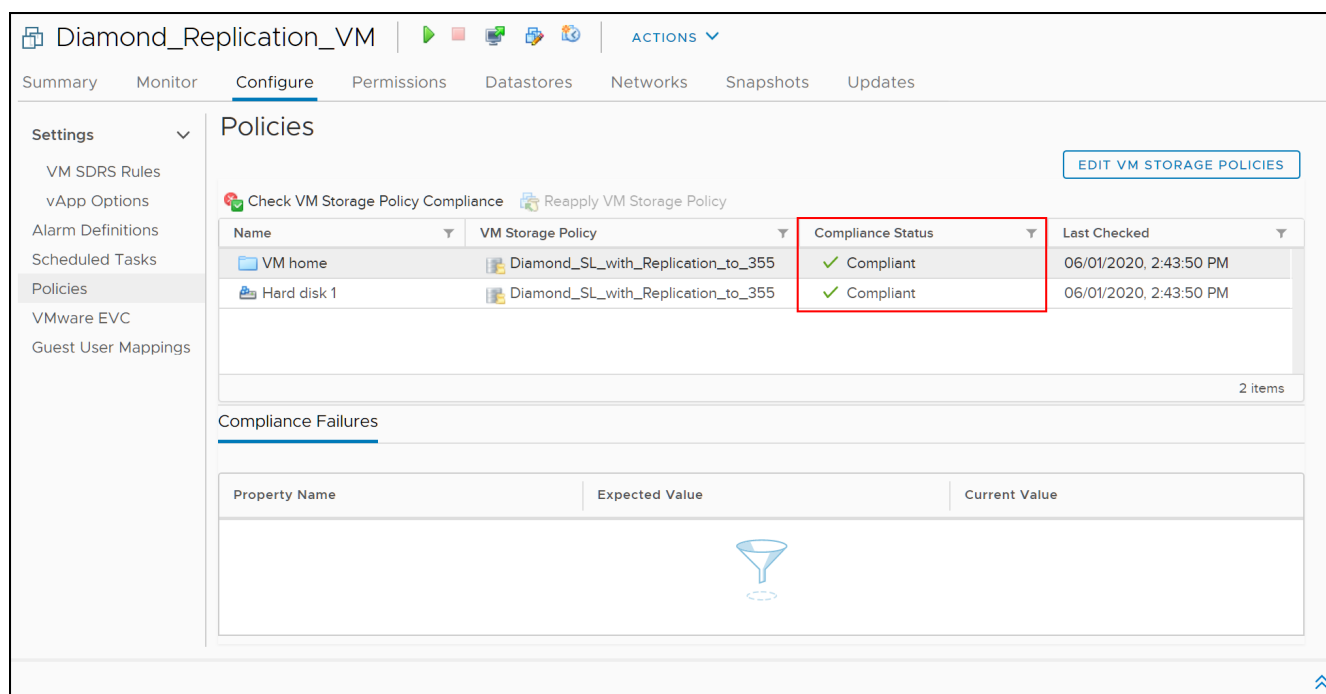 Diamond_Replication_VM ACTIONS
Summary Monitor Configure Permissions Datastores Networks Snapshots Updates
Settings
VM SDRS Rules
vApp Options
Alarm Definitions
Scheduled Tasks
Policies
VMware EVC
Guest User Mappings
Policies
EDIT VM STORAGE POLICIES
Check VM Storage Policy Compliance Reapply VM Storage Policy
Name VM Storage Policy Compliance Status Last Checked
VM home Diamond_SL_with_Replication_to_355 Compliant 06/01/2020, 2:43:50 PM
Hard disk 1 Diamond_SL_with_Replication_to_355 Compliant 06/01/2020, 2:43:50 PM
2 items
Compliance Failures
Property Name Expected Value Current Value